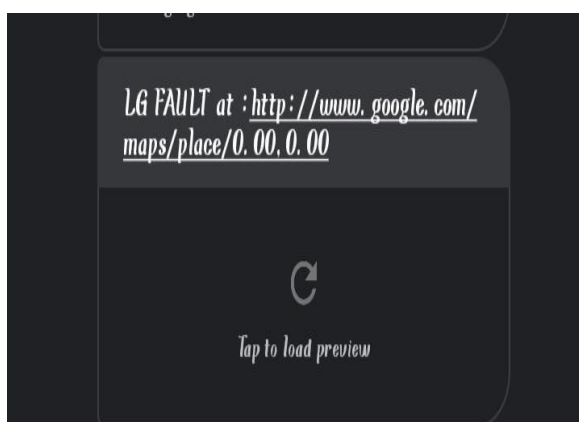 LG FAULT at :http://www. google. com/
maps/place/0. 00, 0. 00
Tap to load preview